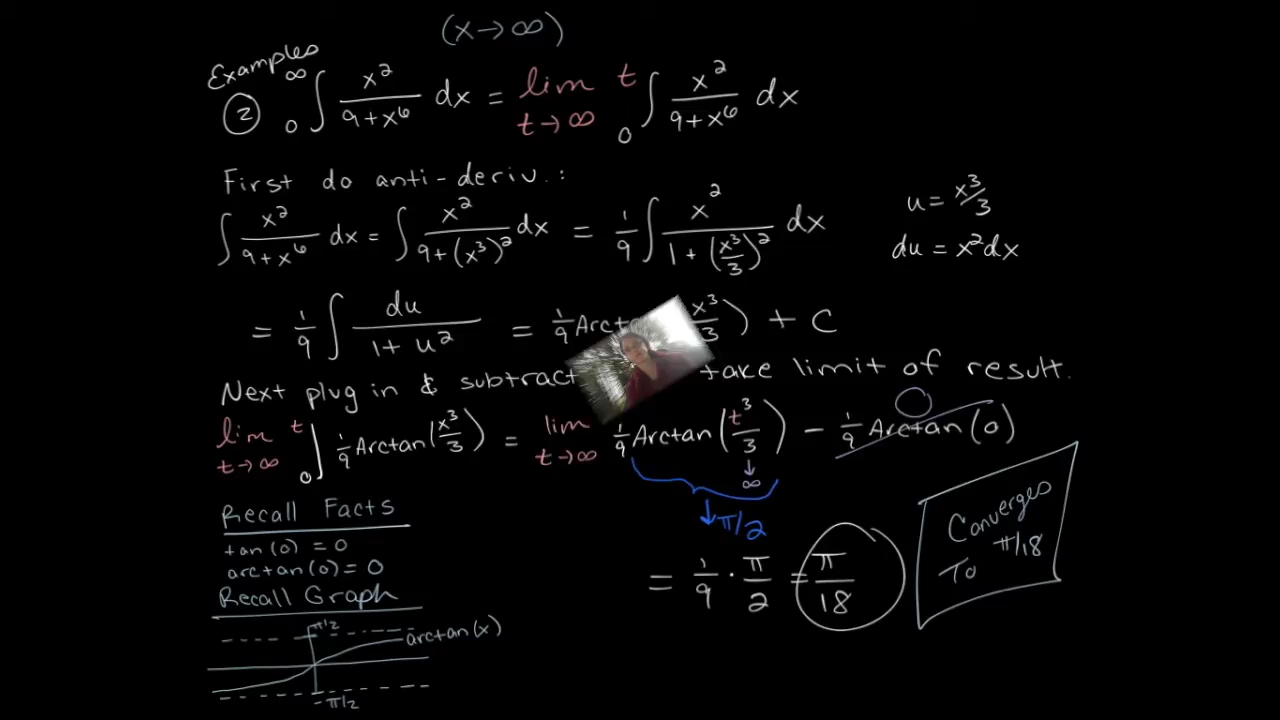 (x → ∞)
Examples
② ₀∫^∞ x²/(9+x⁶) dx = lim t→∞ ₀∫^t x²/(9+x⁶) dx
First do anti-deriv.:
∫ x²/(9+x⁶) dx = ∫ x²/(9+(x³)²) dx = 1/9 ∫ x²/(1+(x³/3)²) dx
u = x³/3
du = x²dx
= 1/9 ∫ du/(1+u²) = 1/9 Arc x³/3) + C
Next plug in & subtract take limit of result.
lim t→∞ ₀]^t 1/9 Arctan(x³/3) = lim t→∞ 1/9 Arctan(t³/3) − 1/9 Arctan(0)
↓
∞
0
↓ π/2
= 1/9 · π/2 = π/18
Converges
To π/18
Recall Facts
tan(0) = 0
arctan(0) = 0
Recall Graph
π/2
arctan(x)
-π/2